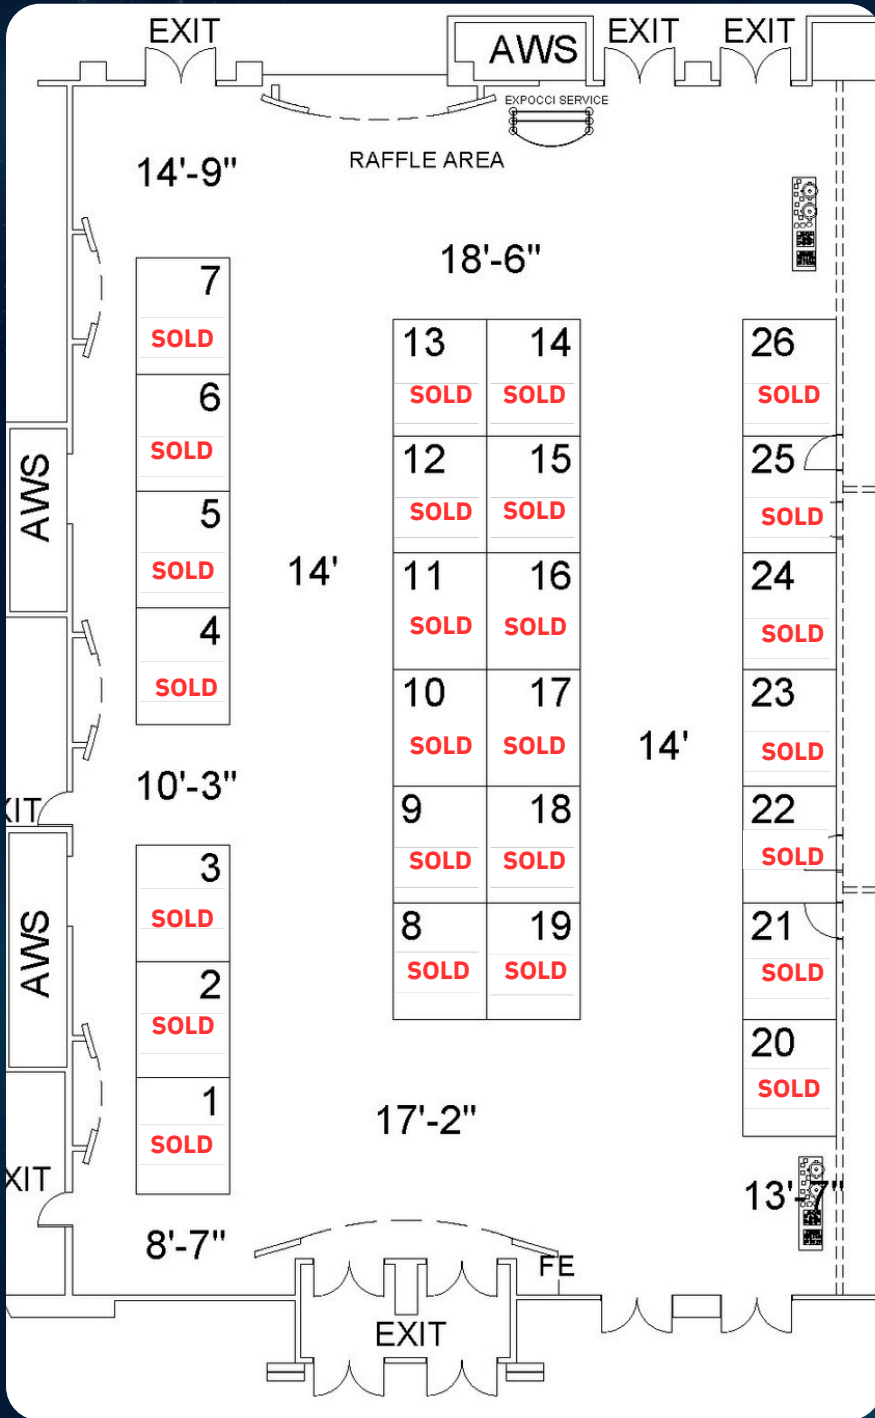 EXIT
EXIT
EXIT
AWS
EXPOCCI SERVICE
RAFFLE AREA
14'-9"
18'-6"
7
SOLD
6
SOLD
5
SOLD
4
SOLD
13
SOLD
14
SOLD
12
SOLD
15
SOLD
11
SOLD
16
SOLD
10
SOLD
17
SOLD
9
SOLD
18
SOLD
8
SOLD
19
SOLD
26
SOLD
25
SOLD
24
SOLD
23
SOLD
22
SOLD
21
SOLD
20
SOLD
AWS
14'
14'
10'-3"
XIT
AWS
3
SOLD
2
SOLD
1
SOLD
17'-2"
XIT
13'-7"
8'-7"
FE
EXIT